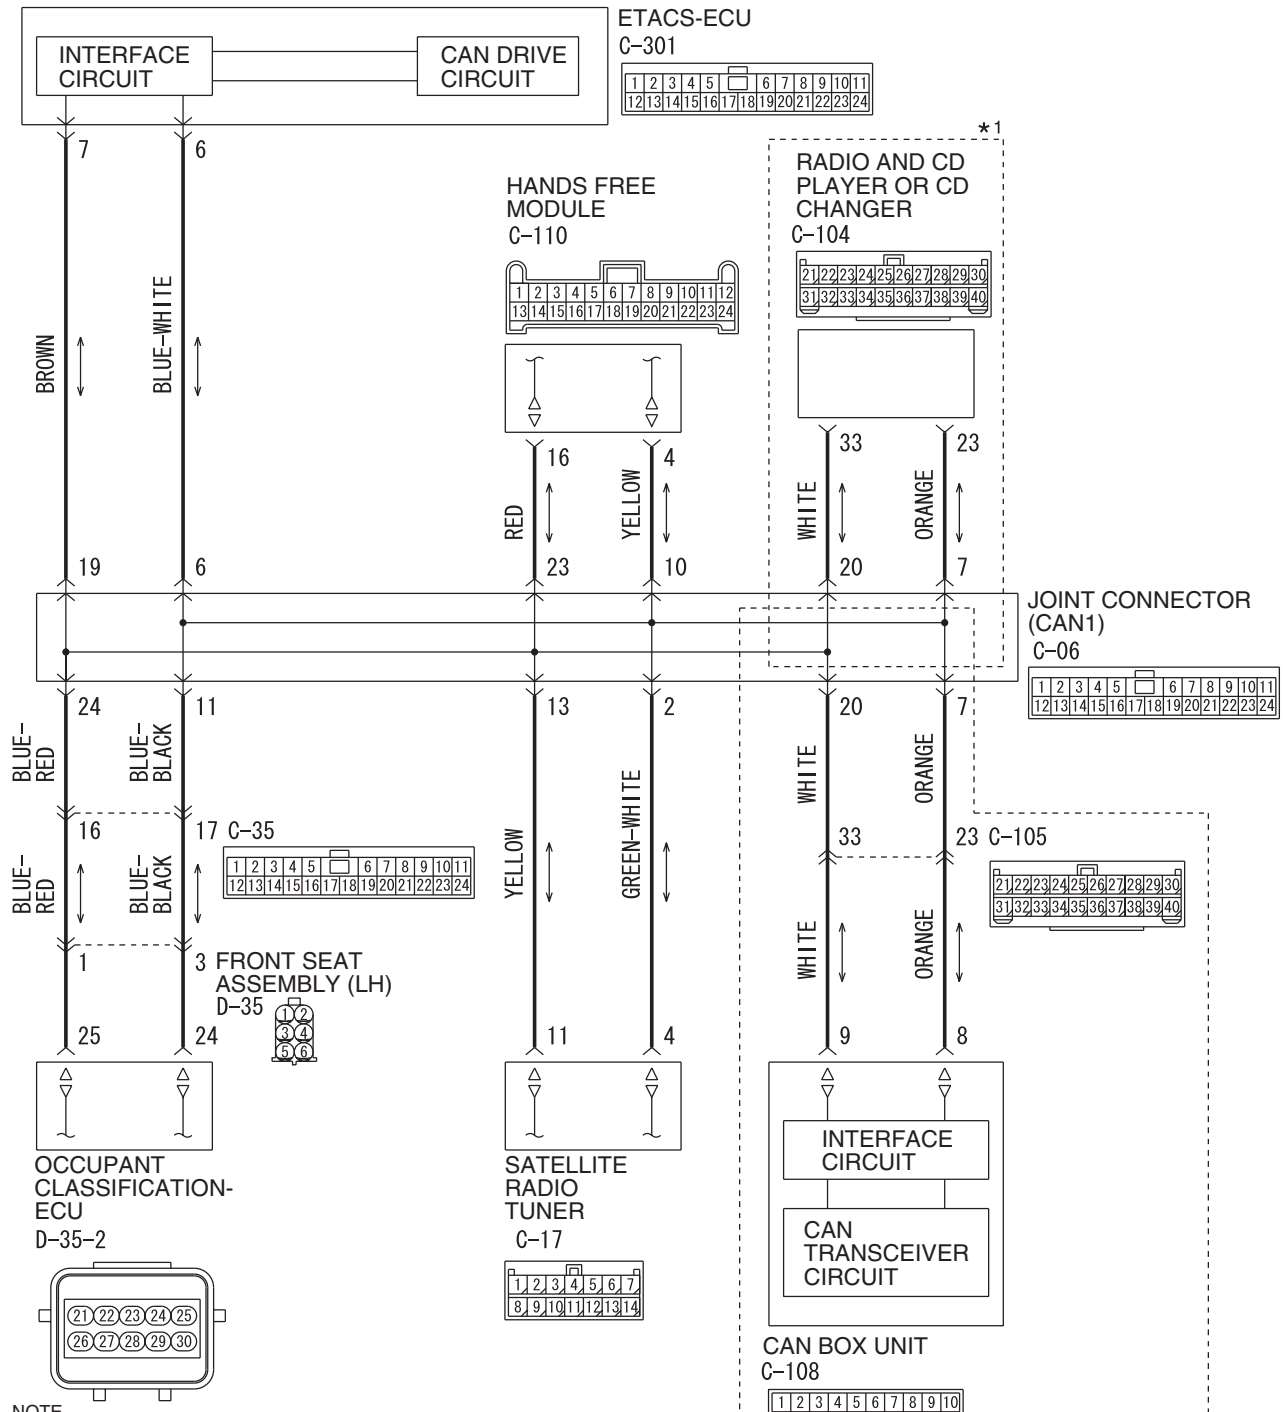 ETACS-ECU
C-301
INTERFACE
CIRCUIT
CAN DRIVE
CIRCUIT
1 2 3 4 5 6 7 8 9 10 11
12 13 14 15 16 17 18 19 20 21 22 23 24
7 6
*1
HANDS FREE
MODULE
C-110
1 2 3 4 5 6 7 8 9 10 11 12
13 14 15 16 17 18 19 20 21 22 23 24
RADIO AND CD
PLAYER OR CD
CHANGER
C-104
21 22 23 24 25 26 27 28 29 30
31 32 33 34 35 36 37 38 39 40
BROWN
BLUE-WHITE
16 4 33 23
RED
YELLOW
WHITE
ORANGE
19 6 23 10 20 7
JOINT CONNECTOR
(CAN1)
C-06
1 2 3 4 5 6 7 8 9 10 11
12 13 14 15 16 17 18 19 20 21 22 23 24
24 11 13 2 20 7
BLUE-
RED
BLUE-
BLACK
WHITE
ORANGE
16 17 C-35
1 2 3 4 5 6 7 8 9 10 11
12 13 14 15 16 17 18 19 20 21 22 23 24
YELLOW
GREEN-WHITE
33 23 C-105
21 22 23 24 25 26 27 28 29 30
31 32 33 34 35 36 37 38 39 40
BLUE-
RED
BLUE-
BLACK
WHITE
ORANGE
1 3 FRONT SEAT
ASSEMBLY (LH)
D-35
1 2
3 4
5 6
25 24 11 4 9 8
OCCUPANT
CLASSIFICATION-
ECU
D-35-2
21 22 23 24 25
26 27 28 29 30
SATELLITE
RADIO
TUNER
C-17
1 2 3 4 5 6 7
8 9 10 11 12 13 14
INTERFACE
CIRCUIT
CAN
TRANSCEIVER
CIRCUIT
CAN BOX UNIT
C-108
1 2 3 4 5 6 7 8 9 10
NOTE